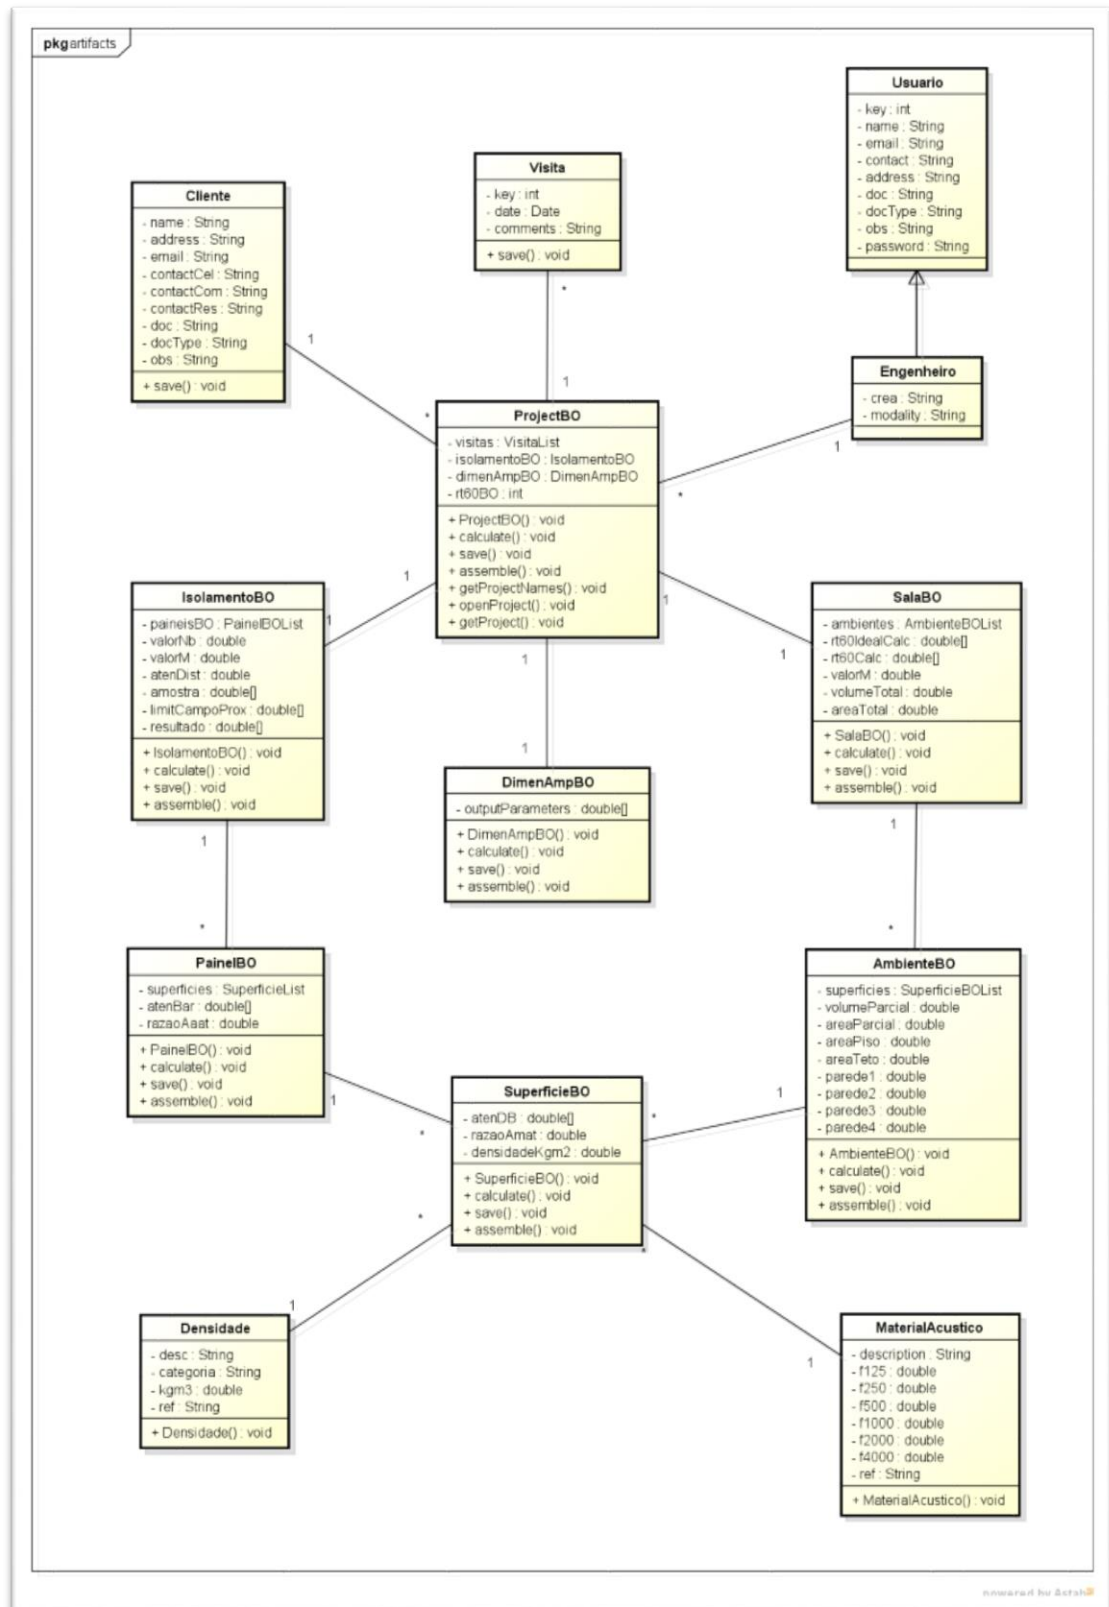 pkg artifacts
Usuario
- key : int
- name : String
- email : String
- contact : String
- address : String
- doc : String
- docType : String
- obs : String
- password : String
Visita
- key : int
- date : Date
- comments : String
+ save() : void
Cliente
- name : String
- address : String
- email : String
- contactCel : String
- contactCom : String
- contactRes : String
- doc : String
- docType : String
- obs : String
+ save() : void
1
*
*
1
Engenheiro
- crea : String
- modality : String
1
*
ProjectBO
- visitas : VisitaList
- isolamentoBO : IsolamentoBO
- dimenAmpBO : DimenAmpBO
- rt60BO : int
+ ProjectBO() : void
+ calculate() : void
+ save() : void
+ assemble() : void
+ getProjectNames() : void
+ openProject() : void
+ getProject() : void
1
1
1
1
1
1
IsolamentoBO
- paineisBO : PainelBOList
- valorNb : double
- valorM : double
- atenDist : double
- amostra : double[]
- limitCampoProx : double[]
- resultado : double[]
+ IsolamentoBO() : void
+ calculate() : void
+ save() : void
+ assemble() : void
SalaBO
- ambientes : AmbienteBOList
- rt60IdealCalc : double[]
- rt60Calc : double[]
- valorM : double
- volumeTotal : double
- areaTotal : double
+ SalaBO() : void
+ calculate() : void
+ save() : void
+ assemble() : void
DimenAmpBO
- outputParameters : double[]
+ DimenAmpBO() : void
+ calculate() : void
+ save() : void
+ assemble() : void
1
*
1
*
PainelBO
- superficies : SuperficieList
- atenBar : double[]
- razaoAaat : double
+ PainelBO() : void
+ calculate() : void
+ save() : void
+ assemble() : void
AmbienteBO
- superficies : SuperficieBOList
- volumeParcial : double
- areaParcial : double
- areaPiso : double
- areaTeto : double
- parede1 : double
- parede2 : double
- parede3 : double
- parede4 : double
+ AmbienteBO() : void
+ calculate() : void
+ save() : void
+ assemble() : void
1
*
1
*
SuperficieBO
- atenDB : double[]
- razaoAmat : double
- densidadeKgm2 : double
+ SuperficieBO() : void
+ calculate() : void
+ save() : void
+ assemble() : void
*
1
*
1
Densidade
- desc : String
- categoria : String
- kgm3 : double
- ref : String
+ Densidade() : void
MaterialAcustico
- description : String
- f125 : double
- f250 : double
- f500 : double
- f1000 : double
- f2000 : double
- f4000 : double
- ref : String
+ MaterialAcustico() : void
powered by Astah